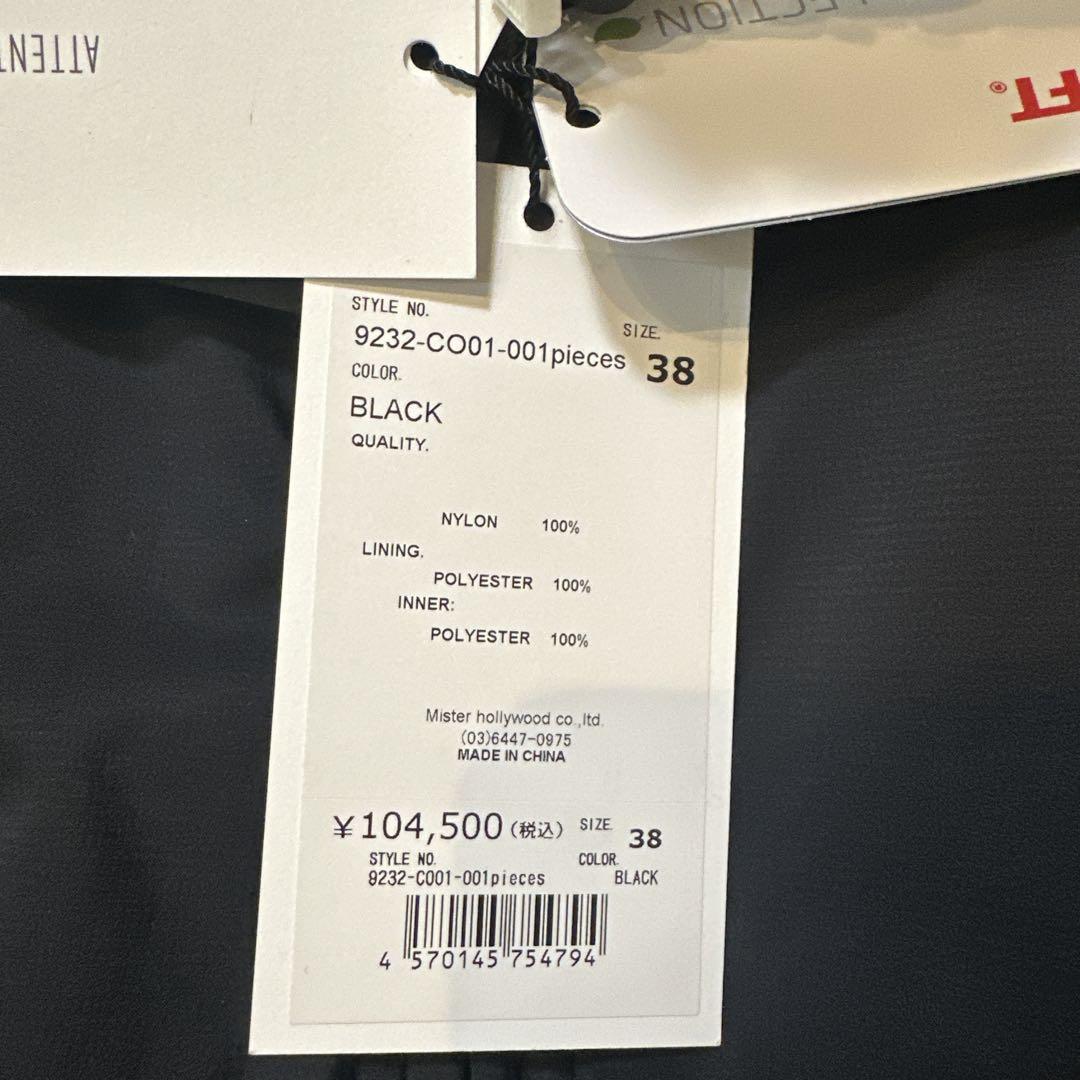 ATTENT
LECTION
FT®
STYLE NO.
9232-CO01-001pieces
SIZE.
38
COLOR.
BLACK
QUALITY.
NYLON 100%
LINING.
POLYESTER 100%
INNER:
POLYESTER 100%
Mister hollywood co.,ltd.
(03)6447-0975
MADE IN CHINA
¥104,500(税込) SIZE. 38
STYLE NO. COLOR.
9232-CO01-001pieces BLACK
4 570145 754794